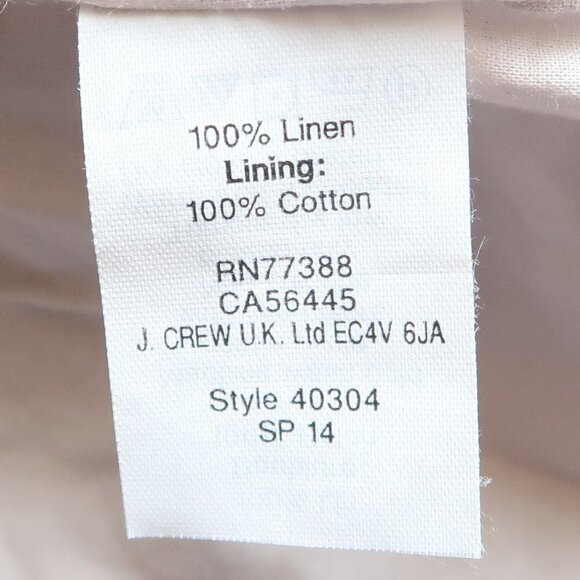 100% Linen
Lining:
100% Cotton
RN77388
CA56445
J. CREW U.K. Ltd EC4V 6JA
Style 40304
SP 14